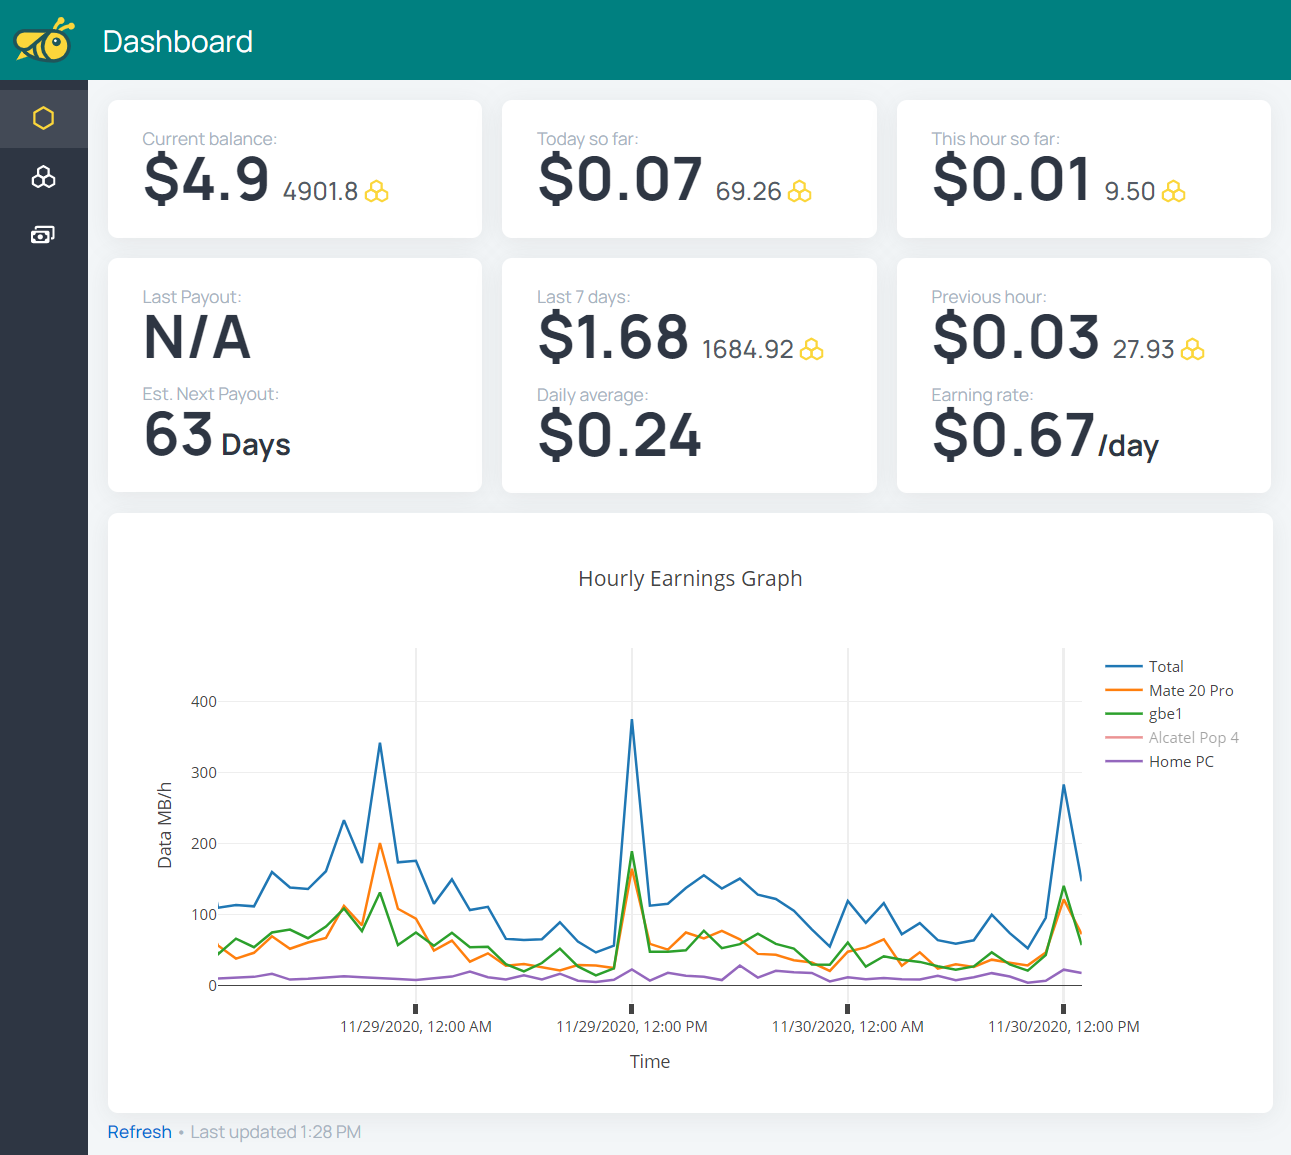 Dashboard
Current balance:
$4.9 4901.8
Today so far:
$0.07 69.26
This hour so far:
$0.01 9.50
Last Payout:
N/A
Est. Next Payout:
63 Days
Last 7 days:
$1.68 1684.92
Daily average:
$0.24
Previous hour:
$0.03 27.93
Earning rate:
$0.67/day
Hourly Earnings Graph
Total
Mate 20 Pro
gbe1
Alcatel Pop 4
Home PC
Data MB/h
400
300
200
100
0
11/29/2020, 12:00 AM
11/29/2020, 12:00 PM
11/30/2020, 12:00 AM
11/30/2020, 12:00 PM
Time
Refresh • Last updated 1:28 PM